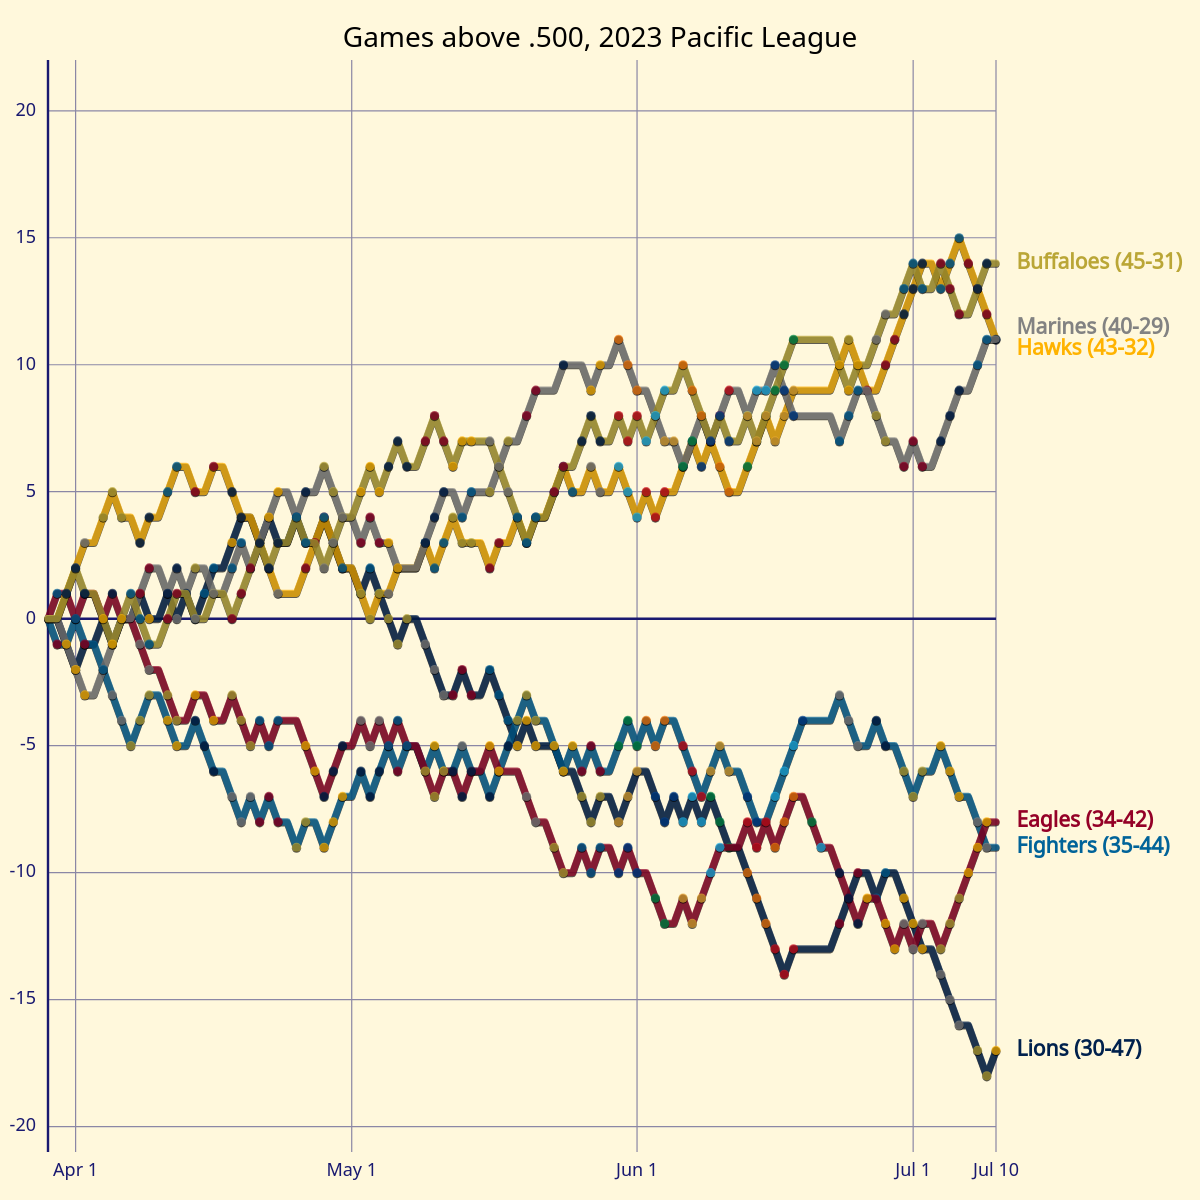 Games above .500, 2023 Pacific League
20
15
10
5
0
-5
-10
-15
-20
Buffaloes (45-31)
Marines (40-29)
Hawks (43-32)
Eagles (34-42)
Fighters (35-44)
Lions (30-47)
Apr 1
May 1
Jun 1
Jul 1
Jul 10